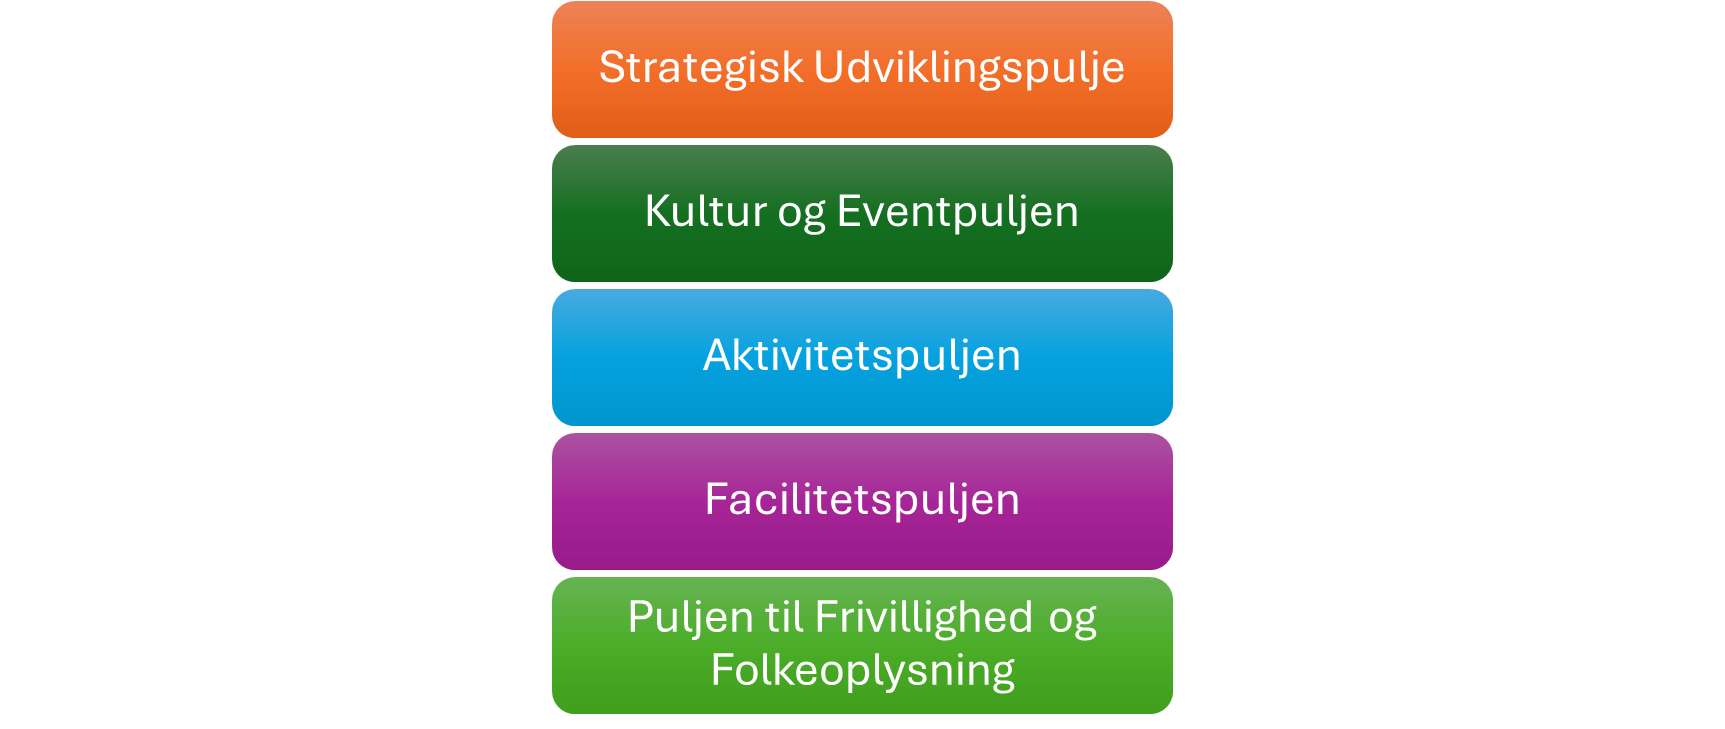 Strategisk Udviklingspulje
Kultur og Eventpuljen
Aktivitetspuljen
Facilitetspuljen
Puljen til Frivillighed og
Folkeoplysning